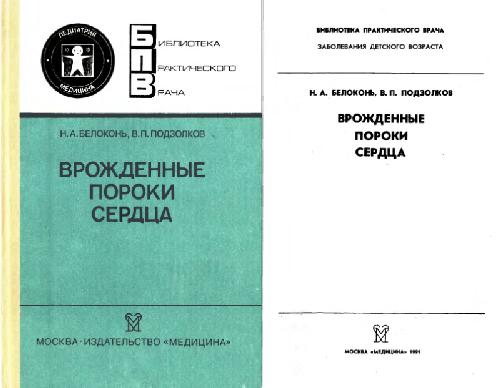 ПЕДИАТРИЯ
МЕДИЦИНА
БИБЛИОТЕКА
ПРАКТИЧЕСКОГО
ВРАЧА
Н.А.БЕЛОКОНЬ, В.П.ПОДЗОЛКОВ
ВРОЖДЕННЫЕ
ПОРОКИ
СЕРДЦА
МОСКВА·ИЗДАТЕЛЬСТВО «МЕДИЦИНА»
БИБЛИОТЕКА ПРАКТИЧЕСКОГО ВРАЧА
ЗАБОЛЕВАНИЯ ДЕТСКОГО ВОЗРАСТА
Н. А. БЕЛОКОНЬ, В. П. ПОДЗОЛКОВ
ВРОЖДЕННЫЕ
ПОРОКИ
СЕРДЦА
МОСКВА «МЕДИЦИНА» 1991